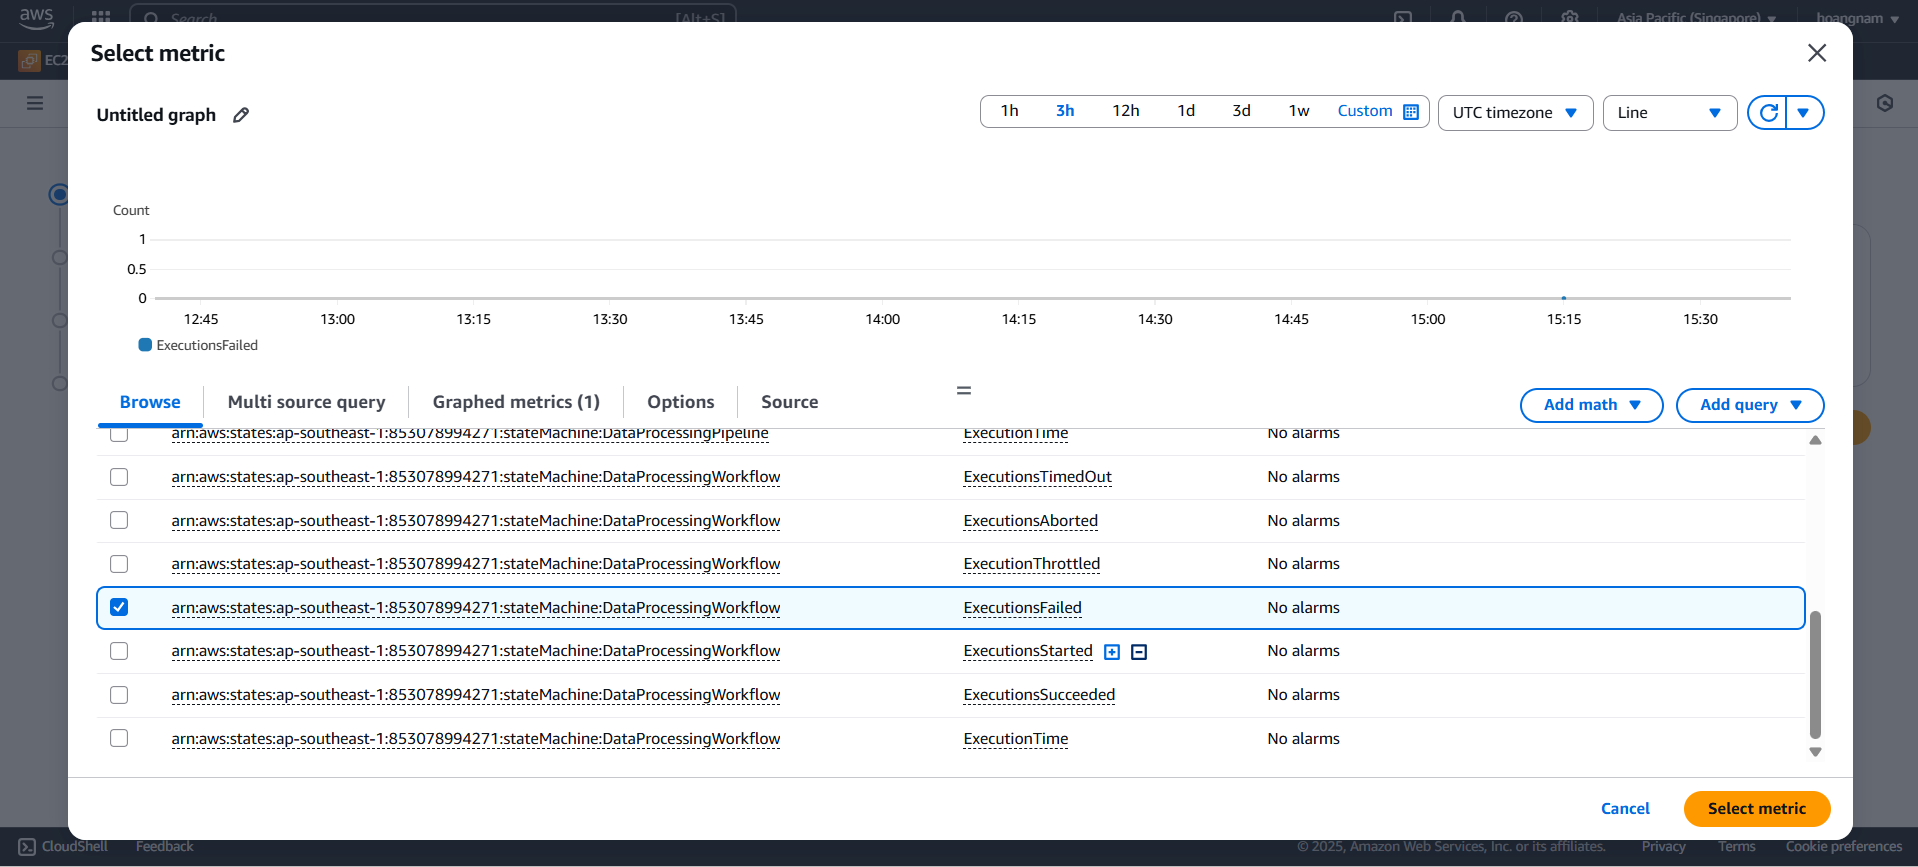 aws
Search
[Alt+S]
Asia Pacific (Singapore)
hoangnam
EC2
Select metric
Untitled graph
1h
3h
12h
1d
3d
1w
Custom
UTC timezone
Line
Count
1
0.5
0
12:45
13:00
13:15
13:30
13:45
14:00
14:15
14:30
14:45
15:00
15:15
15:30
ExecutionsFailed
Browse
Multi source query
Graphed metrics (1)
Options
Source
Add math
Add query
arn:aws:states:ap-southeast-1:853078994271:stateMachine:DataProcessingPipeline ExecutionTime No alarms
arn:aws:states:ap-southeast-1:853078994271:stateMachine:DataProcessingWorkflow ExecutionsTimedOut No alarms
arn:aws:states:ap-southeast-1:853078994271:stateMachine:DataProcessingWorkflow ExecutionsAborted No alarms
arn:aws:states:ap-southeast-1:853078994271:stateMachine:DataProcessingWorkflow ExecutionThrottled No alarms
arn:aws:states:ap-southeast-1:853078994271:stateMachine:DataProcessingWorkflow ExecutionsFailed No alarms
arn:aws:states:ap-southeast-1:853078994271:stateMachine:DataProcessingWorkflow ExecutionsStarted No alarms
arn:aws:states:ap-southeast-1:853078994271:stateMachine:DataProcessingWorkflow ExecutionsSucceeded No alarms
arn:aws:states:ap-southeast-1:853078994271:stateMachine:DataProcessingWorkflow ExecutionTime No alarms
Cancel
Select metric
CloudShell
Feedback
© 2025, Amazon Web Services, Inc. or its affiliates.
Privacy
Terms
Cookie preferences